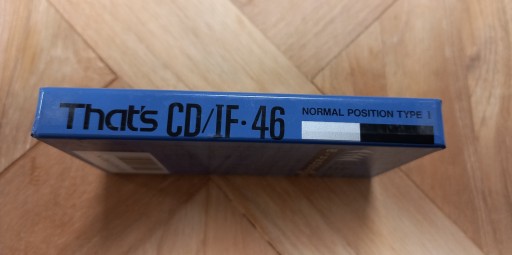 That's CD/IF·46
NORMAL POSITION TYPE I